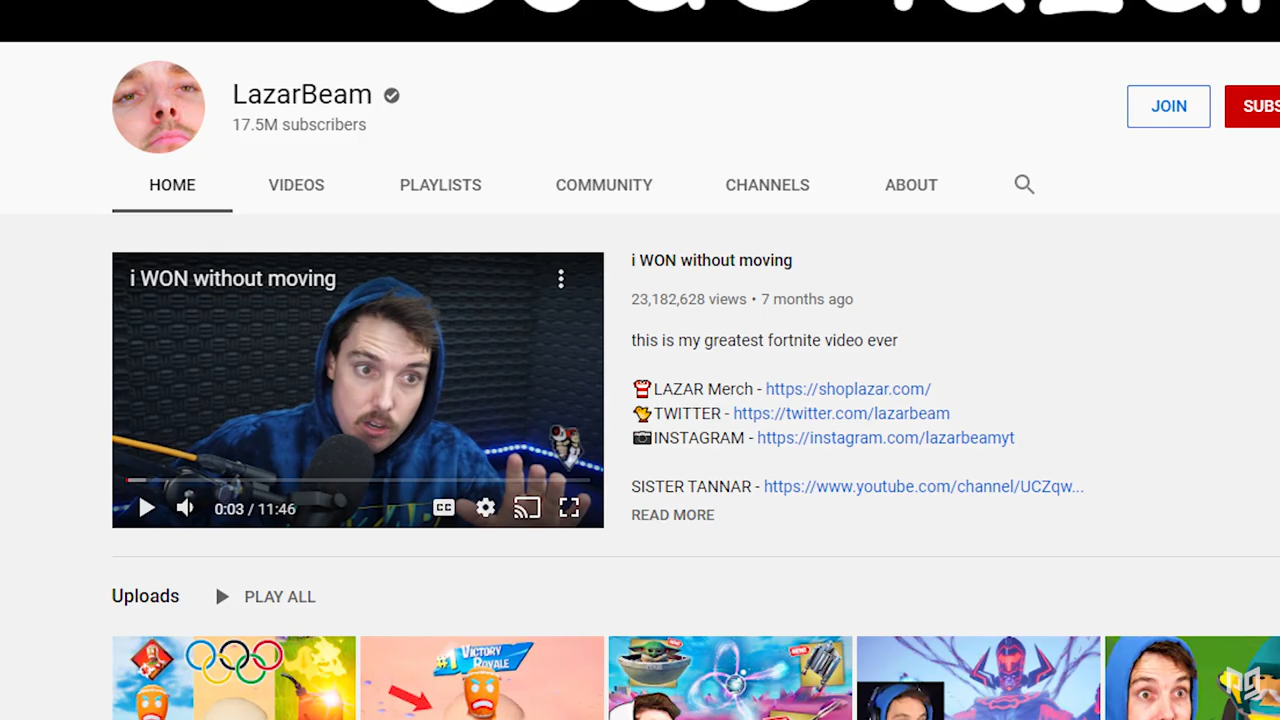 LazarBeam
17.5M subscribers
JOIN
HOME
VIDEOS
PLAYLISTS
COMMUNITY
CHANNELS
ABOUT
i WON without moving
0:03 / 11:46
CC
i WON without moving
23,182,628 views • 7 months ago
this is my greatest fortnite video ever
LAZAR Merch - https://shoplazar.com/
TWITTER - https://twitter.com/lazarbeam
INSTAGRAM - https://instagram.com/lazarbeamyt
SISTER TANNAR - https://www.youtube.com/channel/UCZqw...
READ MORE
Uploads
PLAY ALL
#1 VICTORY
ROYALE